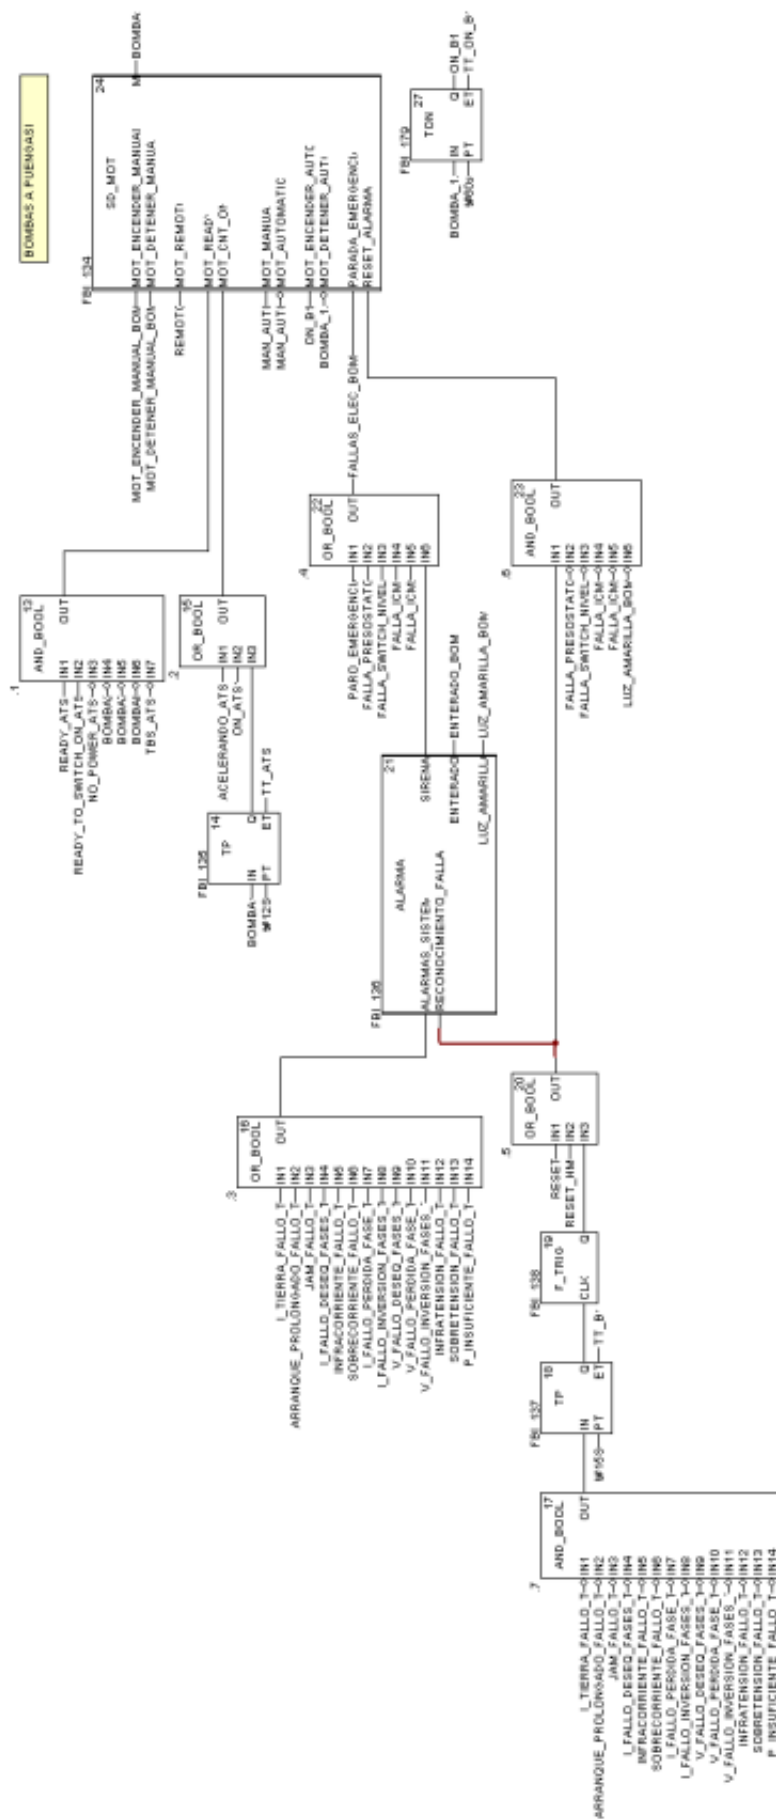 BOMBAS A PUENGASI
.1
13
AND_BOOL
READY_ATS IN1
READY_TO_SWITCH_ON_ATS IN2
NO_POWER_ATS IN3
BOMBA IN4
BOMBA IN5
BOMBA IN6
TBS_ATS IN7
OUT
.2
15
OR_BOOL
ACELERANDO_ATS IN1
ON_ATS IN2
IN3
OUT
FBI_135
14
TP
BOMBA IN
PT
Q
ET TT_ATS
FBI_134
24
SD_MOT
MOT_ENCENDER_MANUAL_BOM MOT_ENCENDER_MANUAL
MOT_DETENER_MANUAL_BOM MOT_DETENER_MANUA
REMOTO MOT_REMOTO
MOT_READY
MOT_CNT_ON
MAN_AUTO MOT_MANUA
MAN_AUTO MOT_AUTOMATIC
ON_B1 MOT_ENCENDER_AUTO
BOMBA_1 MOT_DETENER_AUTO
FALLAS_ELEC_BOM PARADA_EMERGENCI
RESET_ALARMA
M BOMBA
FBI_179
27
TON
BOMBA_1 IN
PT
Q ON_B1
ET TT_ON_B
.3
16
OR_BOOL
I_TIERRA_FALLO_T IN1
ARRANQUE_PROLONGADO_FALLO_T IN2
JAM_FALLO_T IN3
I_FALLO_DESEQ_FASES_T IN4
INFRACORRIENTE_FALLO_T IN5
SOBRECORRIENTE_FALLO_T IN6
I_FALLO_PERDIDA_FASE_T IN7
I_FALLO_INVERSION_FASES_T IN8
V_FALLO_DESEQ_FASES_T IN9
V_FALLO_PERDIDA_FASE_T IN10
V_FALLO_INVERSION_FASES_ IN11
INFRATENSION_FALLO_T IN12
SOBRETENSION_FALLO_T IN13
P_INSUFICIENTE_FALLO_T IN14
OUT
FBI_136
21
ALARMA
ALARMAS_SISTEM
RECONOCIMIENTO_FALLA
SIRENA
ENTERADO ENTERADO_BOM
LUZ_AMARILLA LUZ_AMARILLA_BOM
.4
22
OR_BOOL
PARO_EMERGENCI IN1
FALLA_PRESOSTATO IN2
FALLA_SWITCH_NIVEL IN3
FALLA_ICM IN4
FALLA_ICM IN5
IN6
OUT
.6
23
AND_BOOL
IN1
FALLA_PRESOSTATO IN2
FALLA_SWITCH_NIVEL IN3
FALLA_ICM IN4
FALLA_ICM IN5
LUZ_AMARILLA_BOM IN6
OUT
.5
20
OR_BOOL
RESET IN1
RESET_HM IN2
IN3
OUT
FBI_138
19
F_TRIG
CLK
Q
FBI_137
18
TP
IN
PT
Q
ET TT_B
.7
17
AND_BOOL
I_TIERRA_FALLO_T IN1
ARRANQUE_PROLONGADO_FALLO_T IN2
JAM_FALLO_T IN3
I_FALLO_DESEQ_FASES_T IN4
INFRACORRIENTE_FALLO_T IN5
SOBRECORRIENTE_FALLO_T IN6
I_FALLO_PERDIDA_FASE_T IN7
I_FALLO_INVERSION_FASES_T IN8
V_FALLO_DESEQ_FASES_T IN9
V_FALLO_PERDIDA_FASE_T IN10
V_FALLO_INVERSION_FASES_ IN11
INFRATENSION_FALLO_T IN12
SOBRETENSION_FALLO_T IN13
P_INSUFICIENTE_FALLO_T IN14
OUT